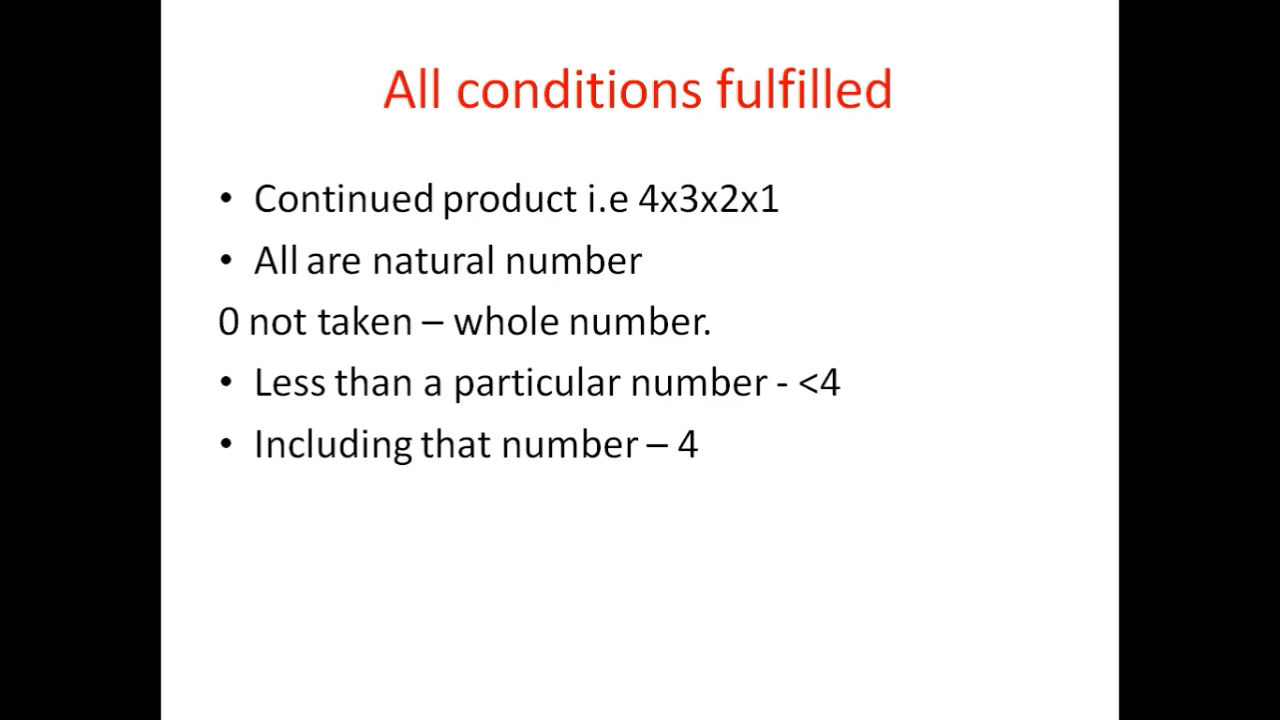 All conditions fulfilled
• Continued product i.e 4x3x2x1
• All are natural number
0 not taken – whole number.
• Less than a particular number - <4
• Including that number – 4